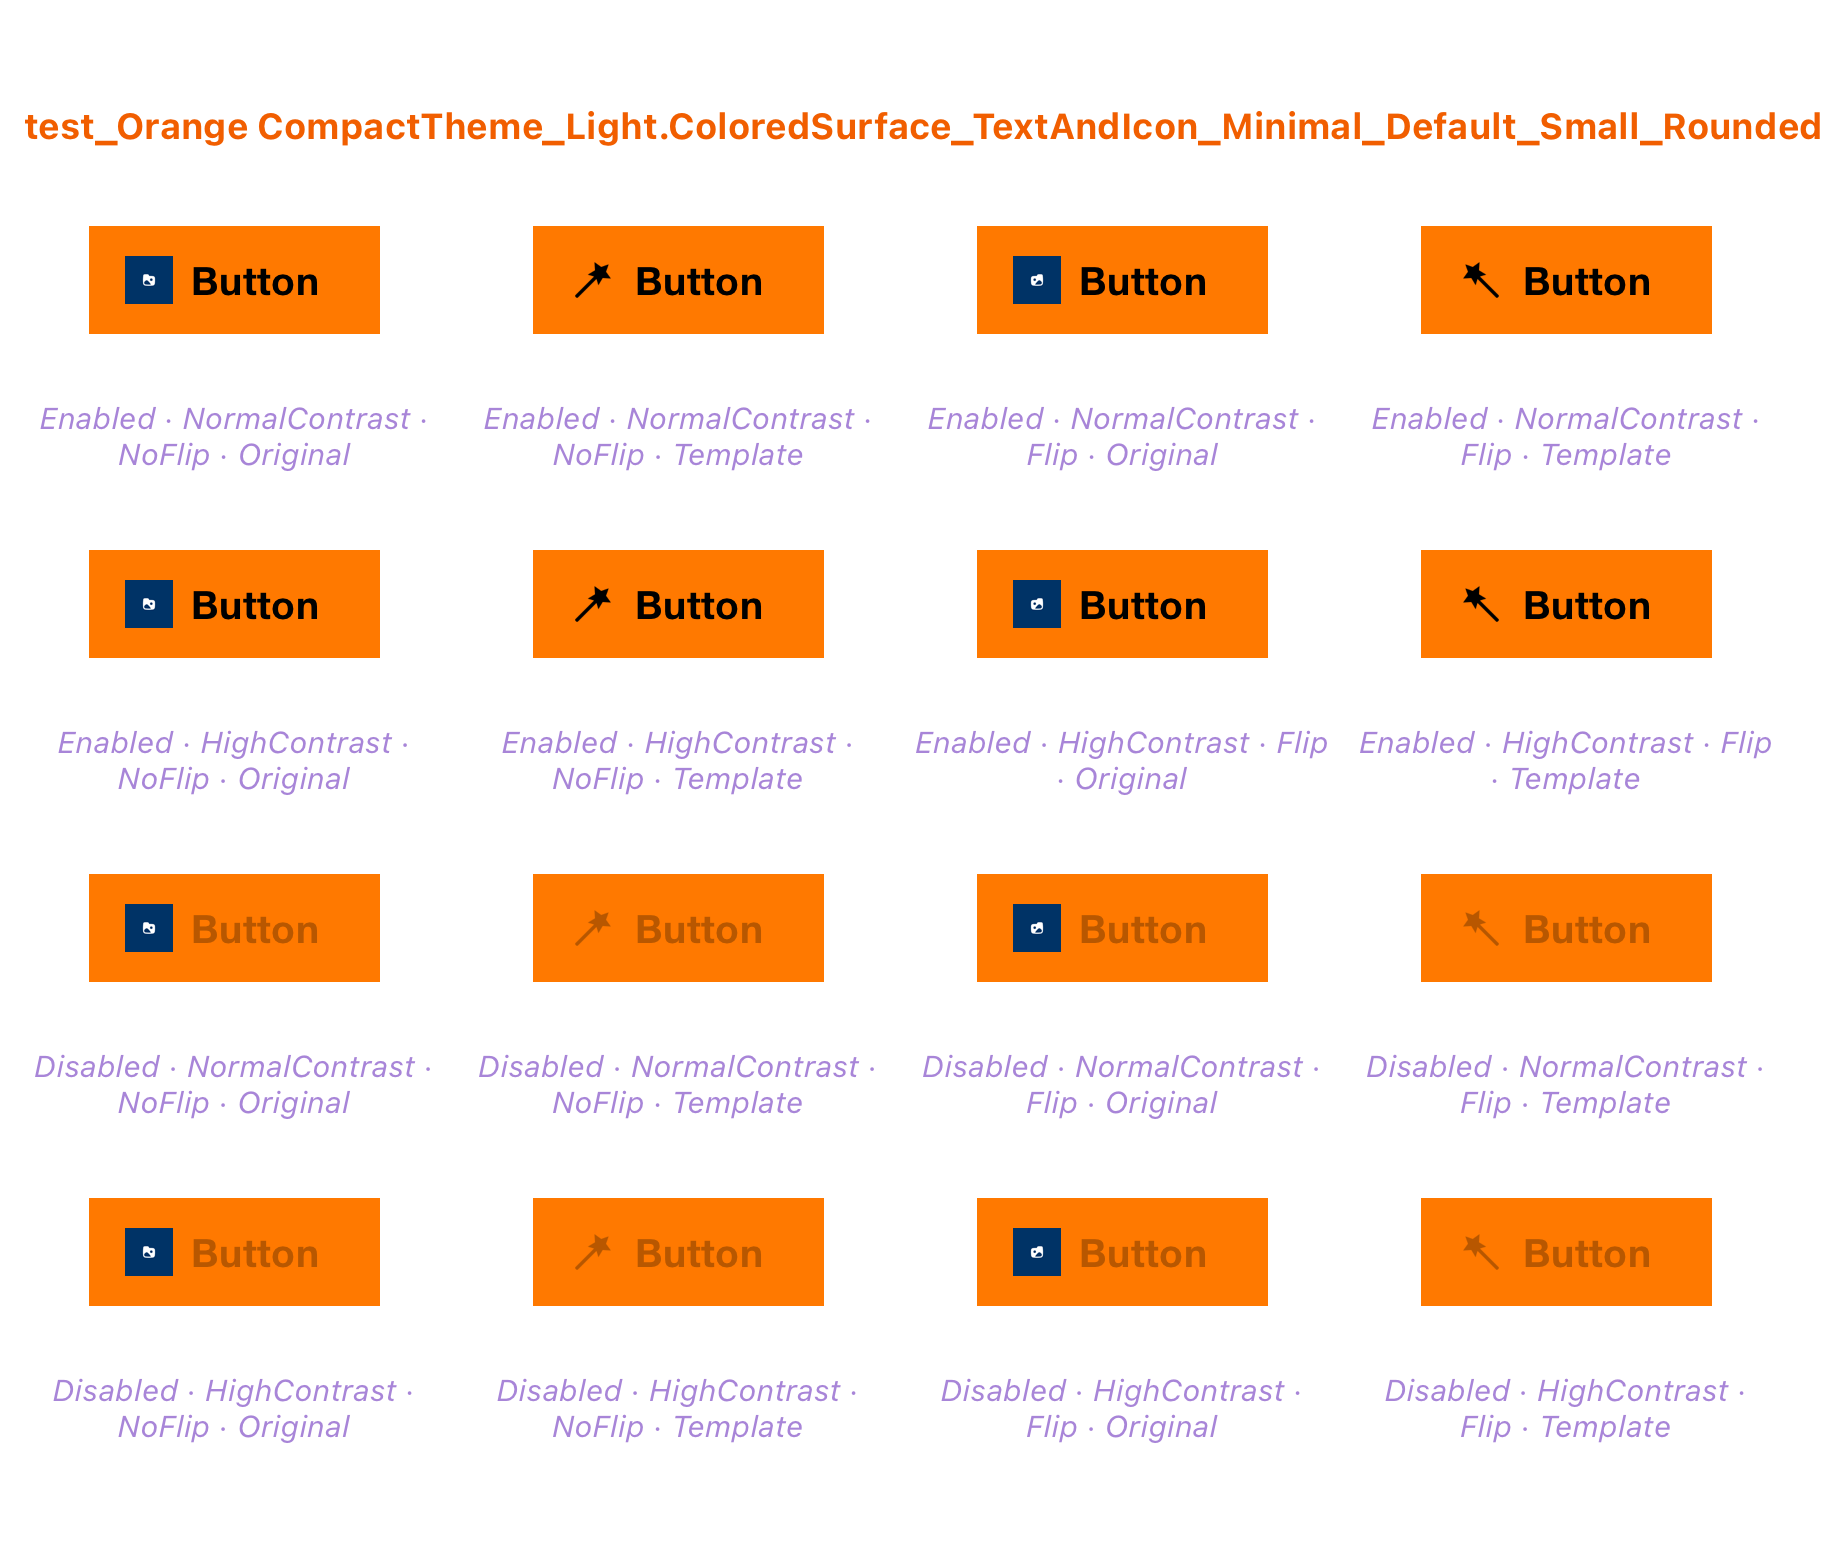 test_Orange CompactTheme_Light.ColoredSurface_TextAndIcon_Minimal_Default_Small_Rounded
Button Button Button Button
Enabled · NormalContrast · Enabled · NormalContrast · Enabled · NormalContrast · Enabled · NormalContrast ·
NoFlip · Original NoFlip · Template Flip · Original Flip · Template
Button Button Button Button
Enabled · HighContrast · Enabled · HighContrast · Enabled · HighContrast · Flip Enabled · HighContrast · Flip
NoFlip · Original NoFlip · Template · Original · Template
Button Button Button Button
Disabled · NormalContrast · Disabled · NormalContrast · Disabled · NormalContrast · Disabled · NormalContrast ·
NoFlip · Original NoFlip · Template Flip · Original Flip · Template
Button Button Button Button
Disabled · HighContrast · Disabled · HighContrast · Disabled · HighContrast · Disabled · HighContrast ·
NoFlip · Original NoFlip · Template Flip · Original Flip · Template